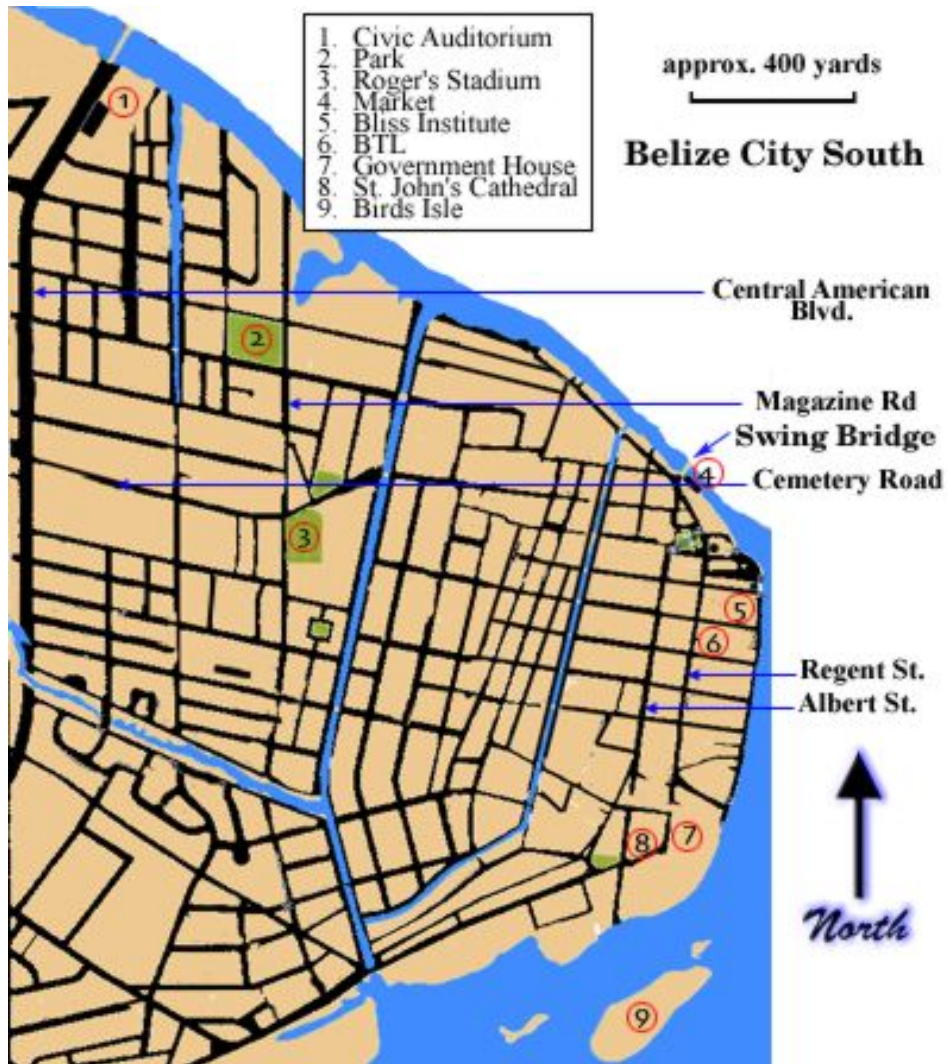 1. Civic Auditorium
2. Park
3. Roger's Stadium
4. Market
5. Bliss Institute
6. BTL
7. Government House
8. St. John's Cathedral
9. Birds Isle
approx. 400 yards
Belize City South
1
Central American
Blvd.
2
Magazine Rd
Swing Bridge
4
Cemetery Road
3
5
6
Regent St.
Albert St.
7
8
North
9